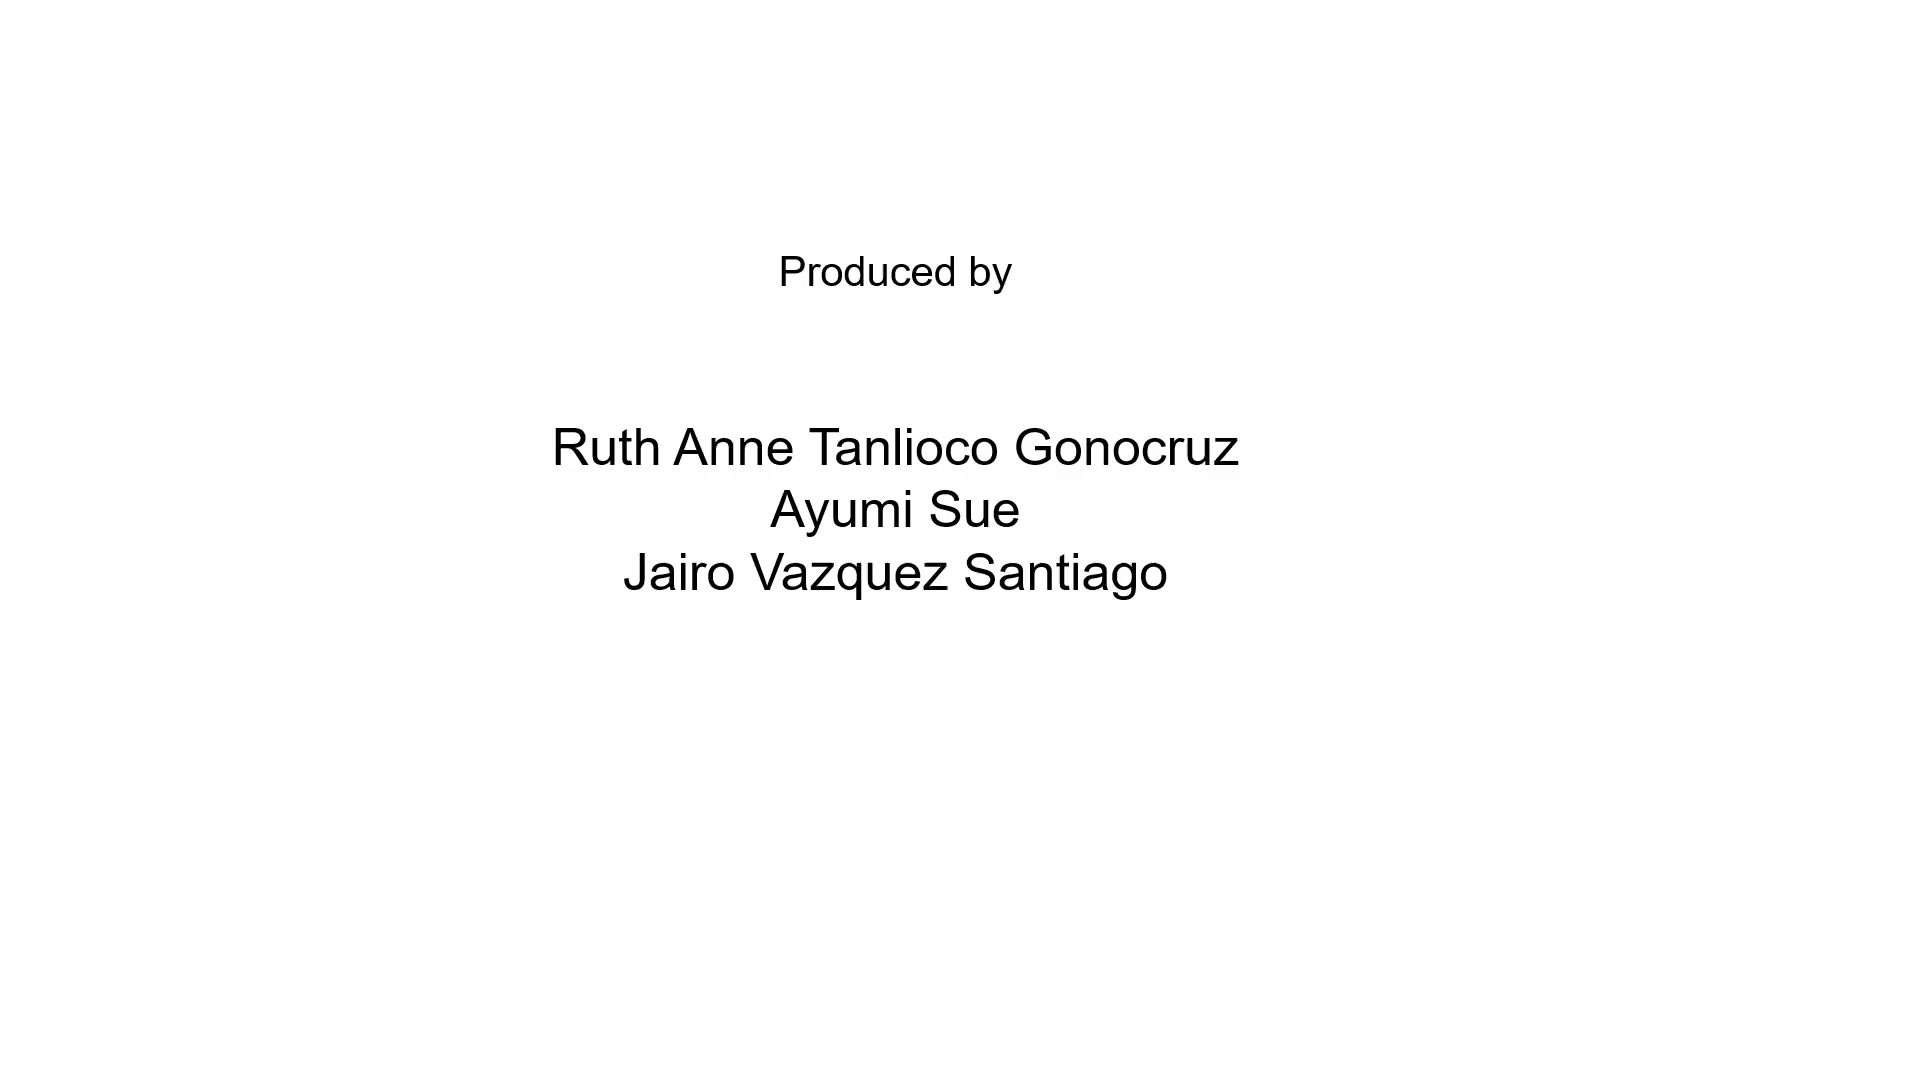 Produced by
Ruth Anne Tanlioco Gonocruz
Ayumi Sue
Jairo Vazquez Santiago